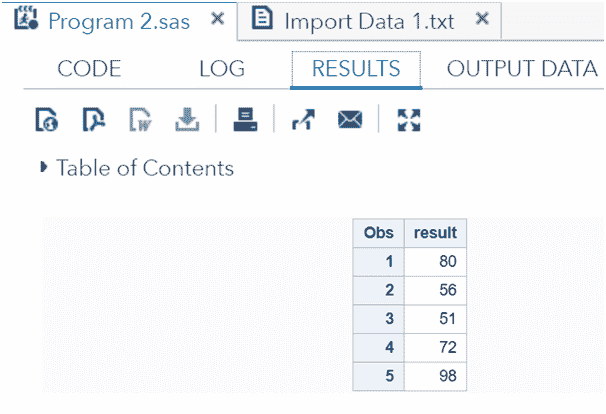 Program 2.sas × Import Data 1.txt ×
CODE LOG RESULTS OUTPUT DATA
Table of Contents
Obs result
1 80
2 56
3 51
4 72
5 98